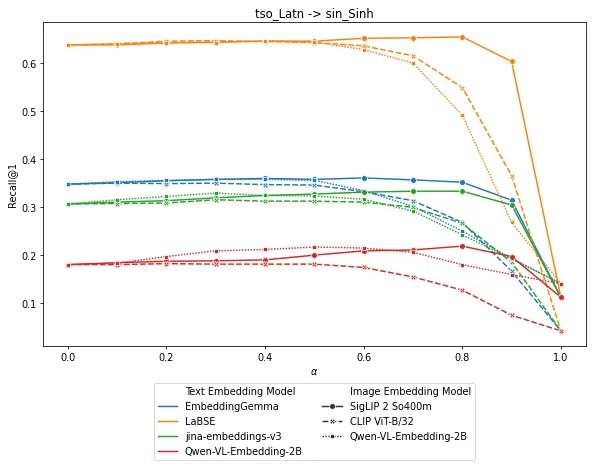 tso_Latn -> sin_Sinh
Recall@1
0.6
0.5
0.4
0.3
0.2
0.1
0.0 0.2 0.4 0.6 0.8 1.0
α
Text Embedding Model Image Embedding Model
EmbeddingGemma SigLIP 2 So400m
LaBSE CLIP ViT-B/32
jina-embeddings-v3 Qwen-VL-Embedding-2B
Qwen-VL-Embedding-2B